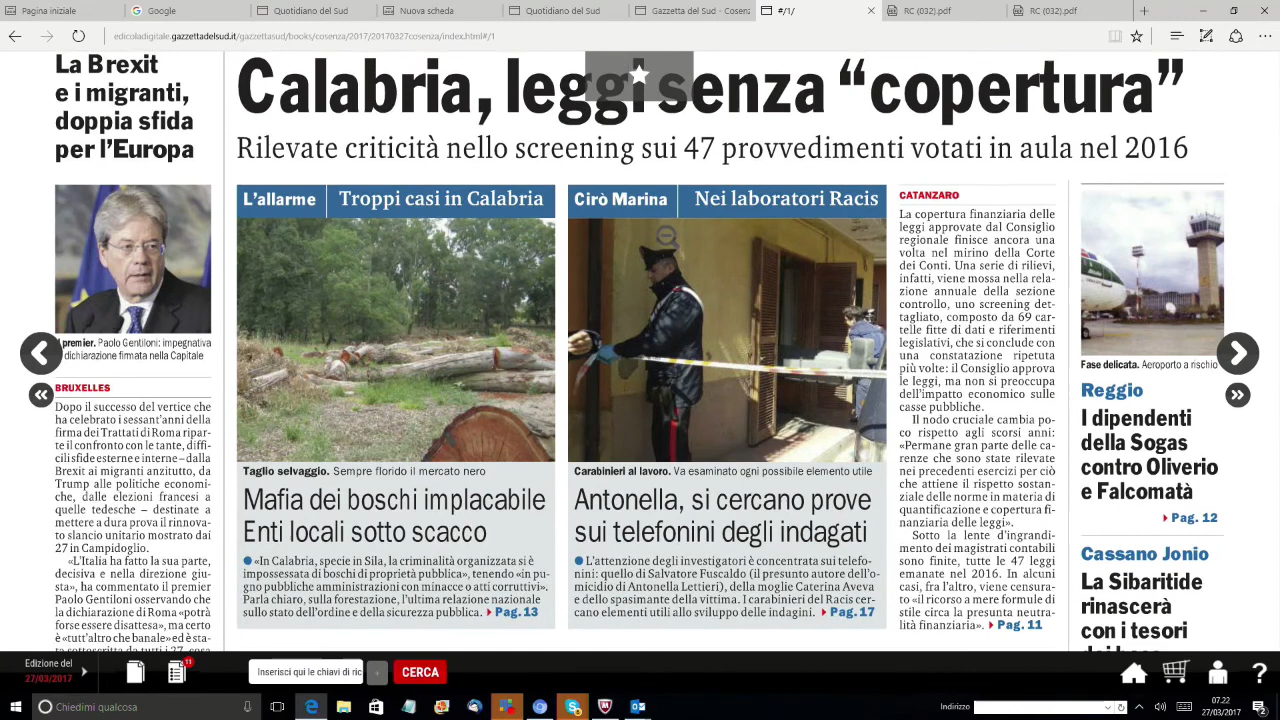 Pagina iniziale
Google
Quotidiano del Sud
Nuova scheda
Quotidiano del Sud
Gazzetta del Sud - Cosenz
#/1/
RC (032).pdf
RC (032).pdf
edicoladigitale.gazzettadelsud.it/gazzettasud/books/cosenza/2017/20170327cosenza/index.html#/1
La Brexit
e i migranti,
doppia sfida
per l'Europa
premier. Paolo Gentiloni: impegnativa
dichiarazione firmata nella Capitale
BRUXELLES
Dopo il successo del vertice che
ha celebrato i sessant'anni della
firma dei Trattati di Roma ripar-
te il confronto con le tante, diffi-
cili sfide esterne e interne – dalla
Brexit ai migranti anzitutto, da
Trump alle politiche economi-
che, dalle elezioni francesi a
quelle tedesche – destinate a
mettere a dura prova il rinnova-
to slancio unitario mostrato dai
27 in Campidoglio.
«L'Italia ha fatto la sua parte,
decisiva e nella direzione giu-
sta», ha commentato il premier
Paolo Gentiloni osservando che
la dichiarazione di Roma «potrà
forse essere disattesa», ma certo
è «tutt'altro che banale» ed è sta-
ta sottoscritta da tutti i 27, cosa
Calabria, leggi senza “copertura”
Rilevate criticità nello screening sui 47 provvedimenti votati in aula nel 2016
L'allarme Troppi casi in Calabria
Taglio selvaggio. Sempre florido il mercato nero
Mafia dei boschi implacabile
Enti locali sotto scacco
● «In Calabria, specie in Sila, la criminalità organizzata si è
impossessata di boschi di proprietà pubblica», tenendo «in pu-
gno pubbliche amministrazioni con minacce o atti corruttivi».
Parla chiaro, sulla forestazione, l'ultima relazione nazionale
sullo stato dell'ordine e della sicurezza pubblica. Pag. 13
Cirò Marina Nei laboratori Racis
Carabinieri al lavoro. Va esaminato ogni possibile elemento utile
Antonella, si cercano prove
sui telefonini degli indagati
● L'attenzione degli investigatori è concentrata sui telefo-
nini: quello di Salvatore Fuscaldo (il presunto autore dell'o-
micidio di Antonella Lettieri), della moglie Caterina Aveva
e dello spasimante della vittima. I carabinieri del Racis cer-
cano elementi utili allo sviluppo delle indagini. Pag. 17
CATANZARO
La copertura finanziaria delle
leggi approvate dal Consiglio
regionale finisce ancora una
volta nel mirino della Corte
dei Conti. Una serie di rilievi,
infatti, viene mossa nella rela-
zione annuale della sezione
controllo, uno screening det-
tagliato, composto da 69 car-
telle fitte di dati e riferimenti
legislativi, che si conclude con
una constatazione ripetuta
più volte: il Consiglio approva
le leggi, ma non si preoccupa
dell'impatto economico sulle
casse pubbliche.
Il nodo cruciale cambia po-
co rispetto agli scorsi anni:
«Permane gran parte delle ca-
renze che sono state rilevate
nei precedenti esercizi per ciò
che attiene il rispetto sostan-
ziale delle norme in materia di
quantificazione e copertura fi-
nanziaria delle leggi».
Sotto la lente d'ingrandi-
mento dei magistrati contabili
sono finite, tutte le 47 leggi
emanate nel 2016. In alcuni
casi, fra l'altro, viene censura-
to «il ricorso a mere formule di
stile circa la presunta neutra-
lità finanziaria». Pag. 11
Fase delicata. Aeroporto a rischio
Reggio
I dipendenti
della Sogas
contro Oliverio
e Falcomatà
Pag. 12
Cassano Jonio
La Sibaritide
rinascerà
con i tesori
Edizione del
27/03/2017
11
Inserisci qui le chiavi di ric
CERCA
?
Chiedimi qualcosa
Indirizzo
07:22
27/03/2017
2